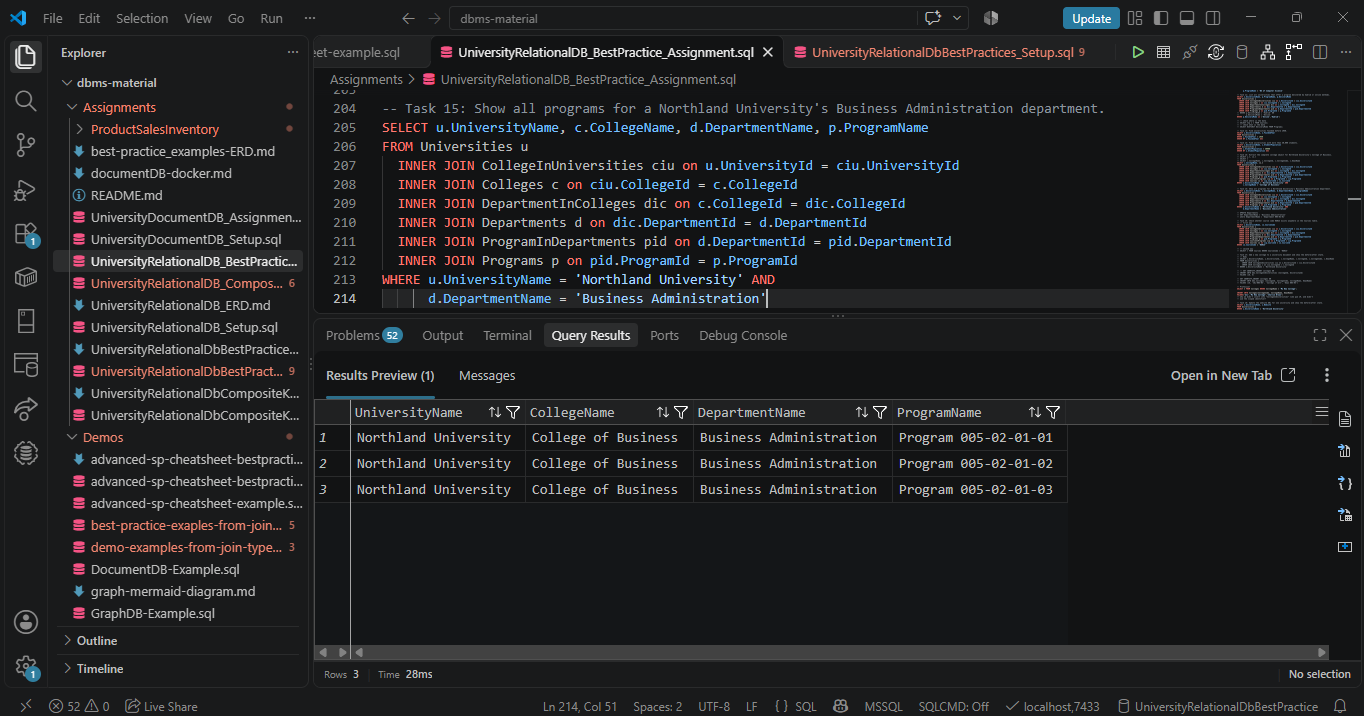 File Edit Selection View Go Run ··· dbms-material Update
Explorer ···
dbms-material
Assignments
ProductSalesInventory
best-practice_examples-ERD.md
documentDB-docker.md
README.md
UniversityDocumentDB_Assignmen...
UniversityDocumentDB_Setup.sql
UniversityRelationalDB_BestPractic...
UniversityRelationalDB_Compos... 6
UniversityRelationalDB_ERD.md
UniversityRelationalDB_Setup.sql
UniversityRelationalDbBestPractice...
UniversityRelationalDbBestPract... 9
UniversityRelationalDbCompositeK...
UniversityRelationalDbCompositeK...
Demos
advanced-sp-cheatsheet-bestpracti...
advanced-sp-cheatsheet-bestpracti...
advanced-sp-cheatsheet-example.s...
best-practice-exaples-from-join... 5
demo-examples-from-join-type... 3
DocumentDB-Example.sql
graph-mermaid-diagram.md
GraphDB-Example.sql
Outline
Timeline
1
1
eet-example.sql UniversityRelationalDB_BestPractice_Assignment.sql UniversityRelationalDbBestPractices_Setup.sql 9
Assignments > UniversityRelationalDB_BestPractice_Assignment.sql
204 -- Task 15: Show all programs for a Northland University's Business Administration department.
205 SELECT u.UniversityName, c.CollegeName, d.DepartmentName, p.ProgramName
206 FROM Universities u
207 INNER JOIN CollegeInUniversities ciu on u.UniversityId = ciu.UniversityId
208 INNER JOIN Colleges c on ciu.CollegeId = c.CollegeId
209 INNER JOIN DepartmentInColleges dic on c.CollegeId = dic.CollegeId
210 INNER JOIN Departments d on dic.DepartmentId = d.DepartmentId
211 INNER JOIN ProgramInDepartments pid on d.DepartmentId = pid.DepartmentId
212 INNER JOIN Programs p on pid.ProgramId = p.ProgramId
213 WHERE u.UniversityName = 'Northland University' AND
214 d.DepartmentName = 'Business Administration'
Problems 52 Output Terminal Query Results Ports Debug Console
Results Preview (1) Messages Open in New Tab
UniversityName CollegeName DepartmentName ProgramName
1 Northland University College of Business Business Administration Program 005-02-01-01
2 Northland University College of Business Business Administration Program 005-02-01-02
3 Northland University College of Business Business Administration Program 005-02-01-03
Rows 3 Time 28ms No selection
52 0 Live Share Ln 214, Col 51 Spaces: 2 UTF-8 LF { } SQL MSSQL SQLCMD: Off localhost,7433 UniversityRelationalDbBestPractice